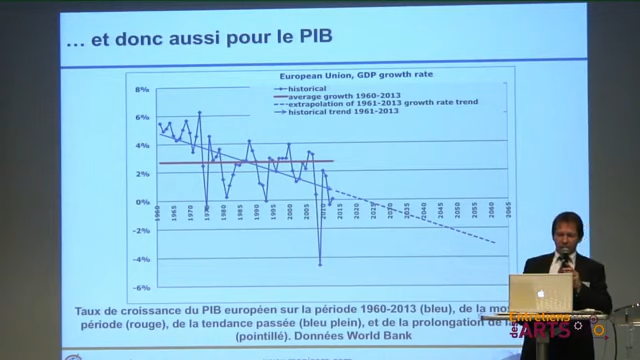 … et donc aussi pour le PIB
European Union, GDP growth rate
historical
average growth 1960-2013
extrapolation of 1961-2013 growth rate trend
historical trend 1961-2013
8%
6%
4%
2%
0%
-2%
-4%
-6%
1960 1965 1970 1975 1980 1985 1990 1995 2000 2005 2010 2015 2020 2025 2030 2035 2040 2045 2050 2055 2060 2065
Taux de croissance du PIB européen sur la période 1960-2013 (bleu), de la
période (rouge), de la tendance passée (bleu plein), et de la prolongation de
(pointillé). Données World Bank
Entretiens
des ARTS